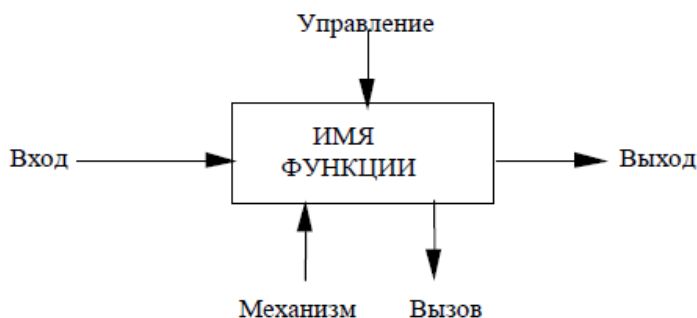 Управление
ИМЯ
ФУНКЦИИ
Вход
Выход
Механизм
Вызов